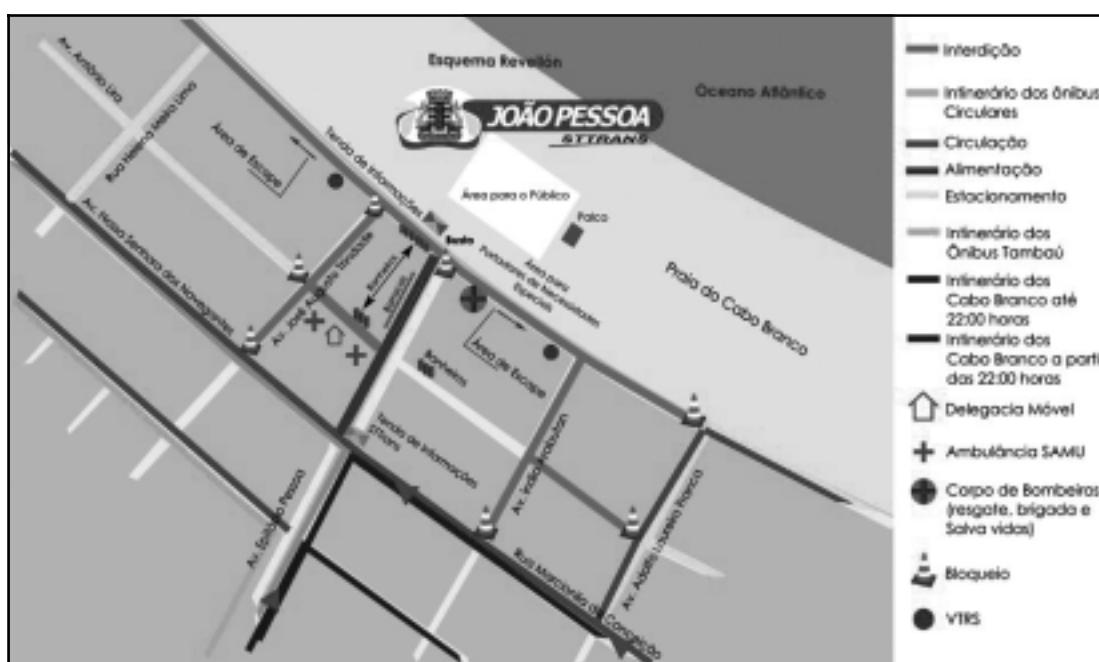 Esquema Revellón
Oceano Atlântico
JOÃO PESSOA
STTRANS
Av. Antônio Lira
Rua Helena Meira Lima
Área de Escape
Tenda de Informações
Área para o Público
Palco
Busto
Área para
Portadores de Necessidades
Especiais
Praia do Cabo Branco
Av. Nossa Senhora dos Navegantes
Av. José Augusto Trindade
Banheiro
Banheiros
Área de Escape
Tenda de Informações
STTrans
Av. Epitácio Pessoa
Rua Marcionila da Conceição
Av. Adolfo Loureiro França
Interdição
Intinerário dos ônibus
Circulares
Circulação
Alimentação
Estacionamento
Intinerário dos
Ônibus Tambaú
Intinerário dos
Cabo Branco até
22:00 horas
Intinerário dos
Cabo Branco a parti
das 22:00 horas
Delegacia Móvel
Ambulância SAMU
Corpo de Bombeiros
(resgate, brigada e
Salva vidas)
Bloqueio
VTRS